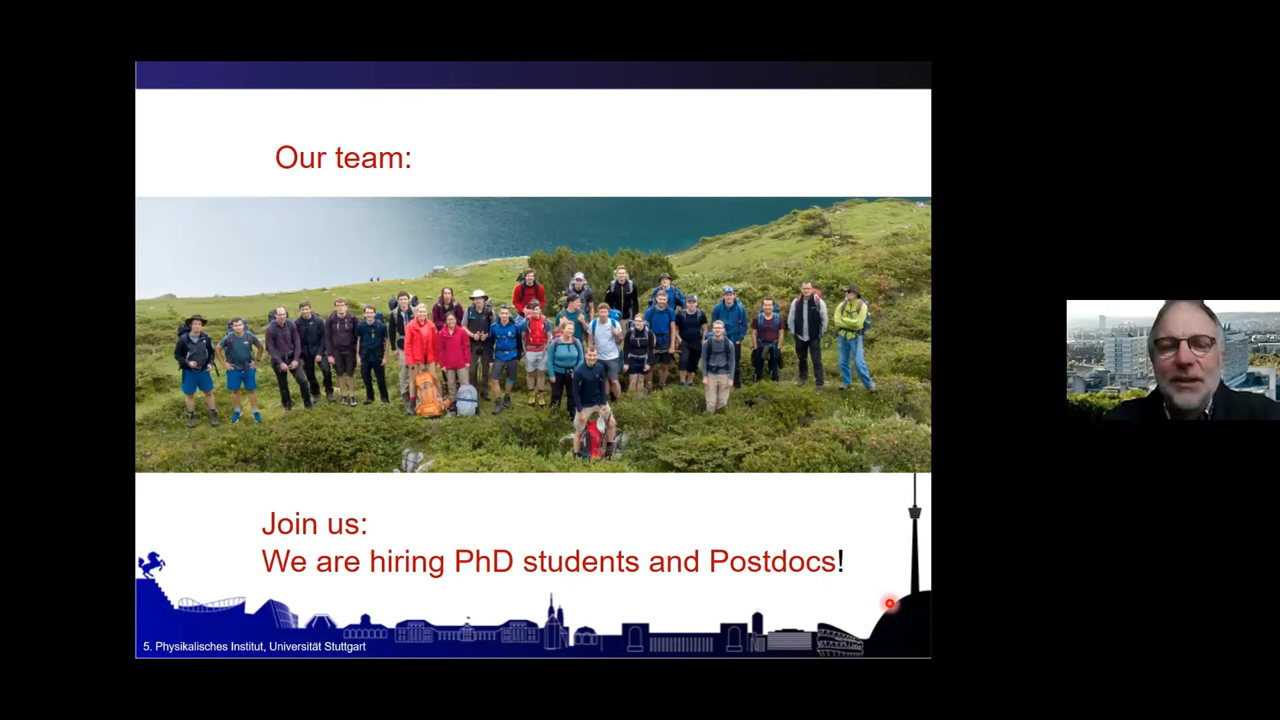 Our team:
Join us:
We are hiring PhD students and Postdocs!
5. Physikalisches Institut, Universität Stuttgart